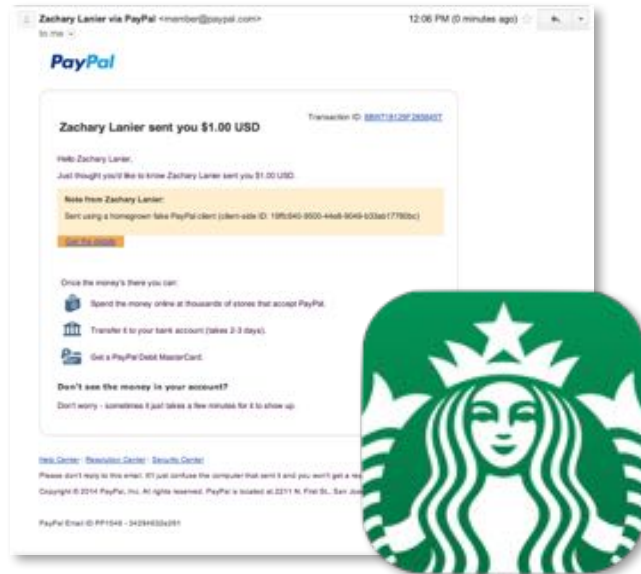 Zachary Lanier via PayPal <member@paypal.com>
12:06 PM (0 minutes ago)
to me
PayPal
Transaction ID:
Zachary Lanier sent you $1.00 USD
Hello Zachary Lanier,
Just thought you'd like to know Zachary Lanier sent you $1.00 USD.
Note from Zachary Lanier:
Sent using a homegrown fake PayPal client (client-side ID:
Get the details
Once the money's there you can:
Spend the money online at thousands of stores that accept PayPal.
Transfer it to your bank account (takes 2-3 days).
Get a PayPal Debit MasterCard.
Don't see the money in your account?
Don't worry - sometimes it just takes a few minutes for it to show up.
Help Center · Resolution Center · Security Center
Please don't reply to this email. It'll just confuse the computer that sent it and you won't get a
Copyright © 2014 PayPal, Inc. All rights reserved. PayPal is located at 2211 N. First St., San
PayPal Email ID